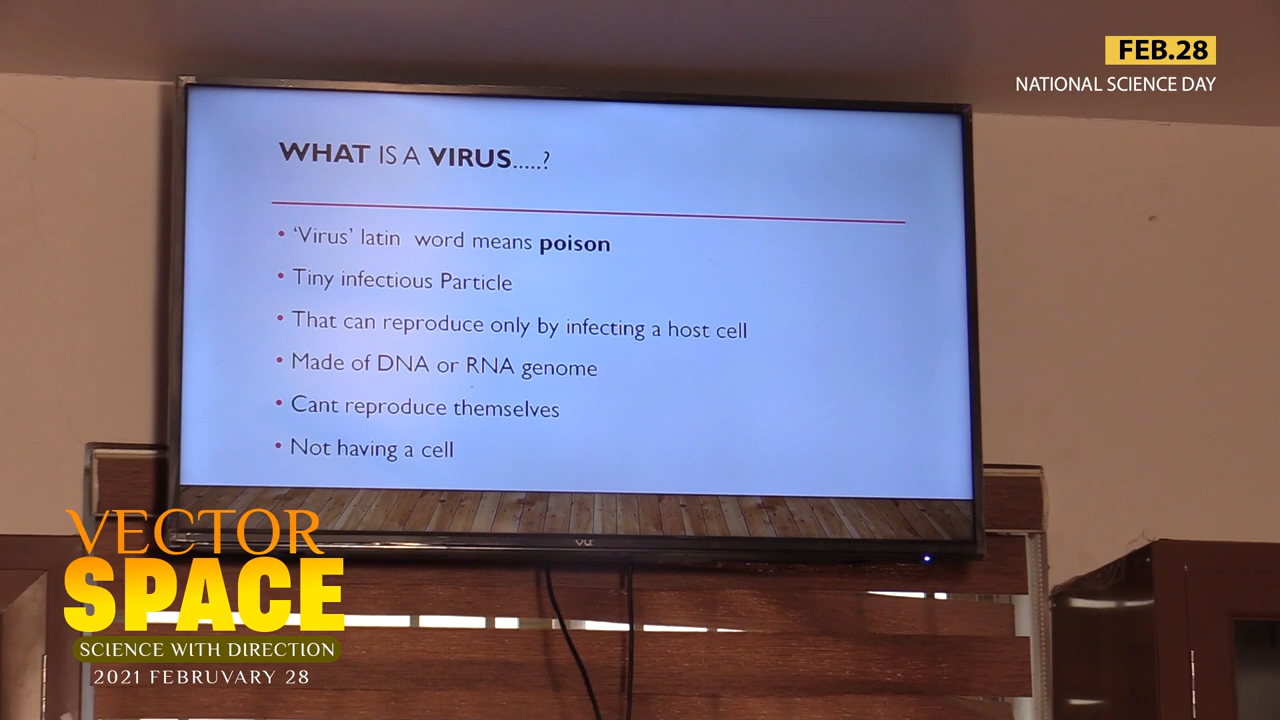 FEB.28
NATIONAL SCIENCE DAY
WHAT IS A VIRUS.....?
• 'Virus' latin word means poison
• Tiny infectious Particle
• That can reproduce only by infecting a host cell
• Made of DNA or RNA genome
• Cant reproduce themselves
• Not having a cell
Vu
VECTOR
SPACE
SCIENCE WITH DIRECTION
2021 FEBRUVARY 28